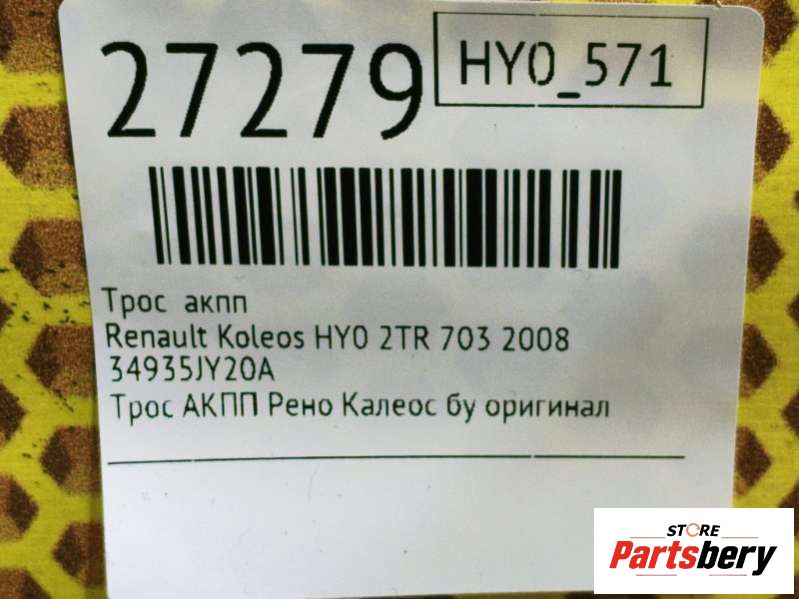 27279
HY0_571
Трос акпп
Renault Koleos HY0 2TR 703 2008
34935JY20A
Трос АКПП Рено Калеос бу оригинал
STORE
Partsbery